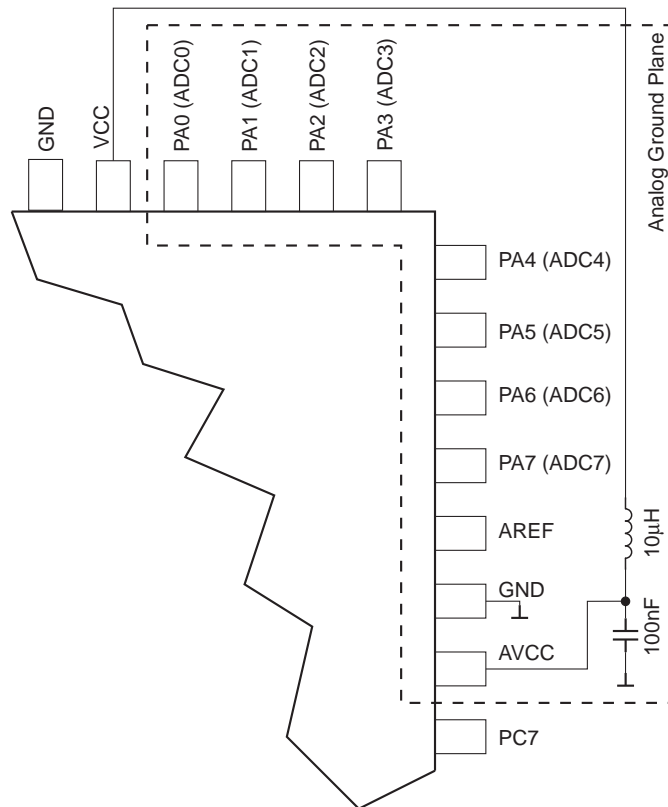 GND
VCC
PA0 (ADC0)
PA1 (ADC1)
PA2 (ADC2)
PA3 (ADC3)
Analog Ground Plane
PA4 (ADC4)
PA5 (ADC5)
PA6 (ADC6)
PA7 (ADC7)
AREF
10µH
GND
100nF
AVCC
PC7